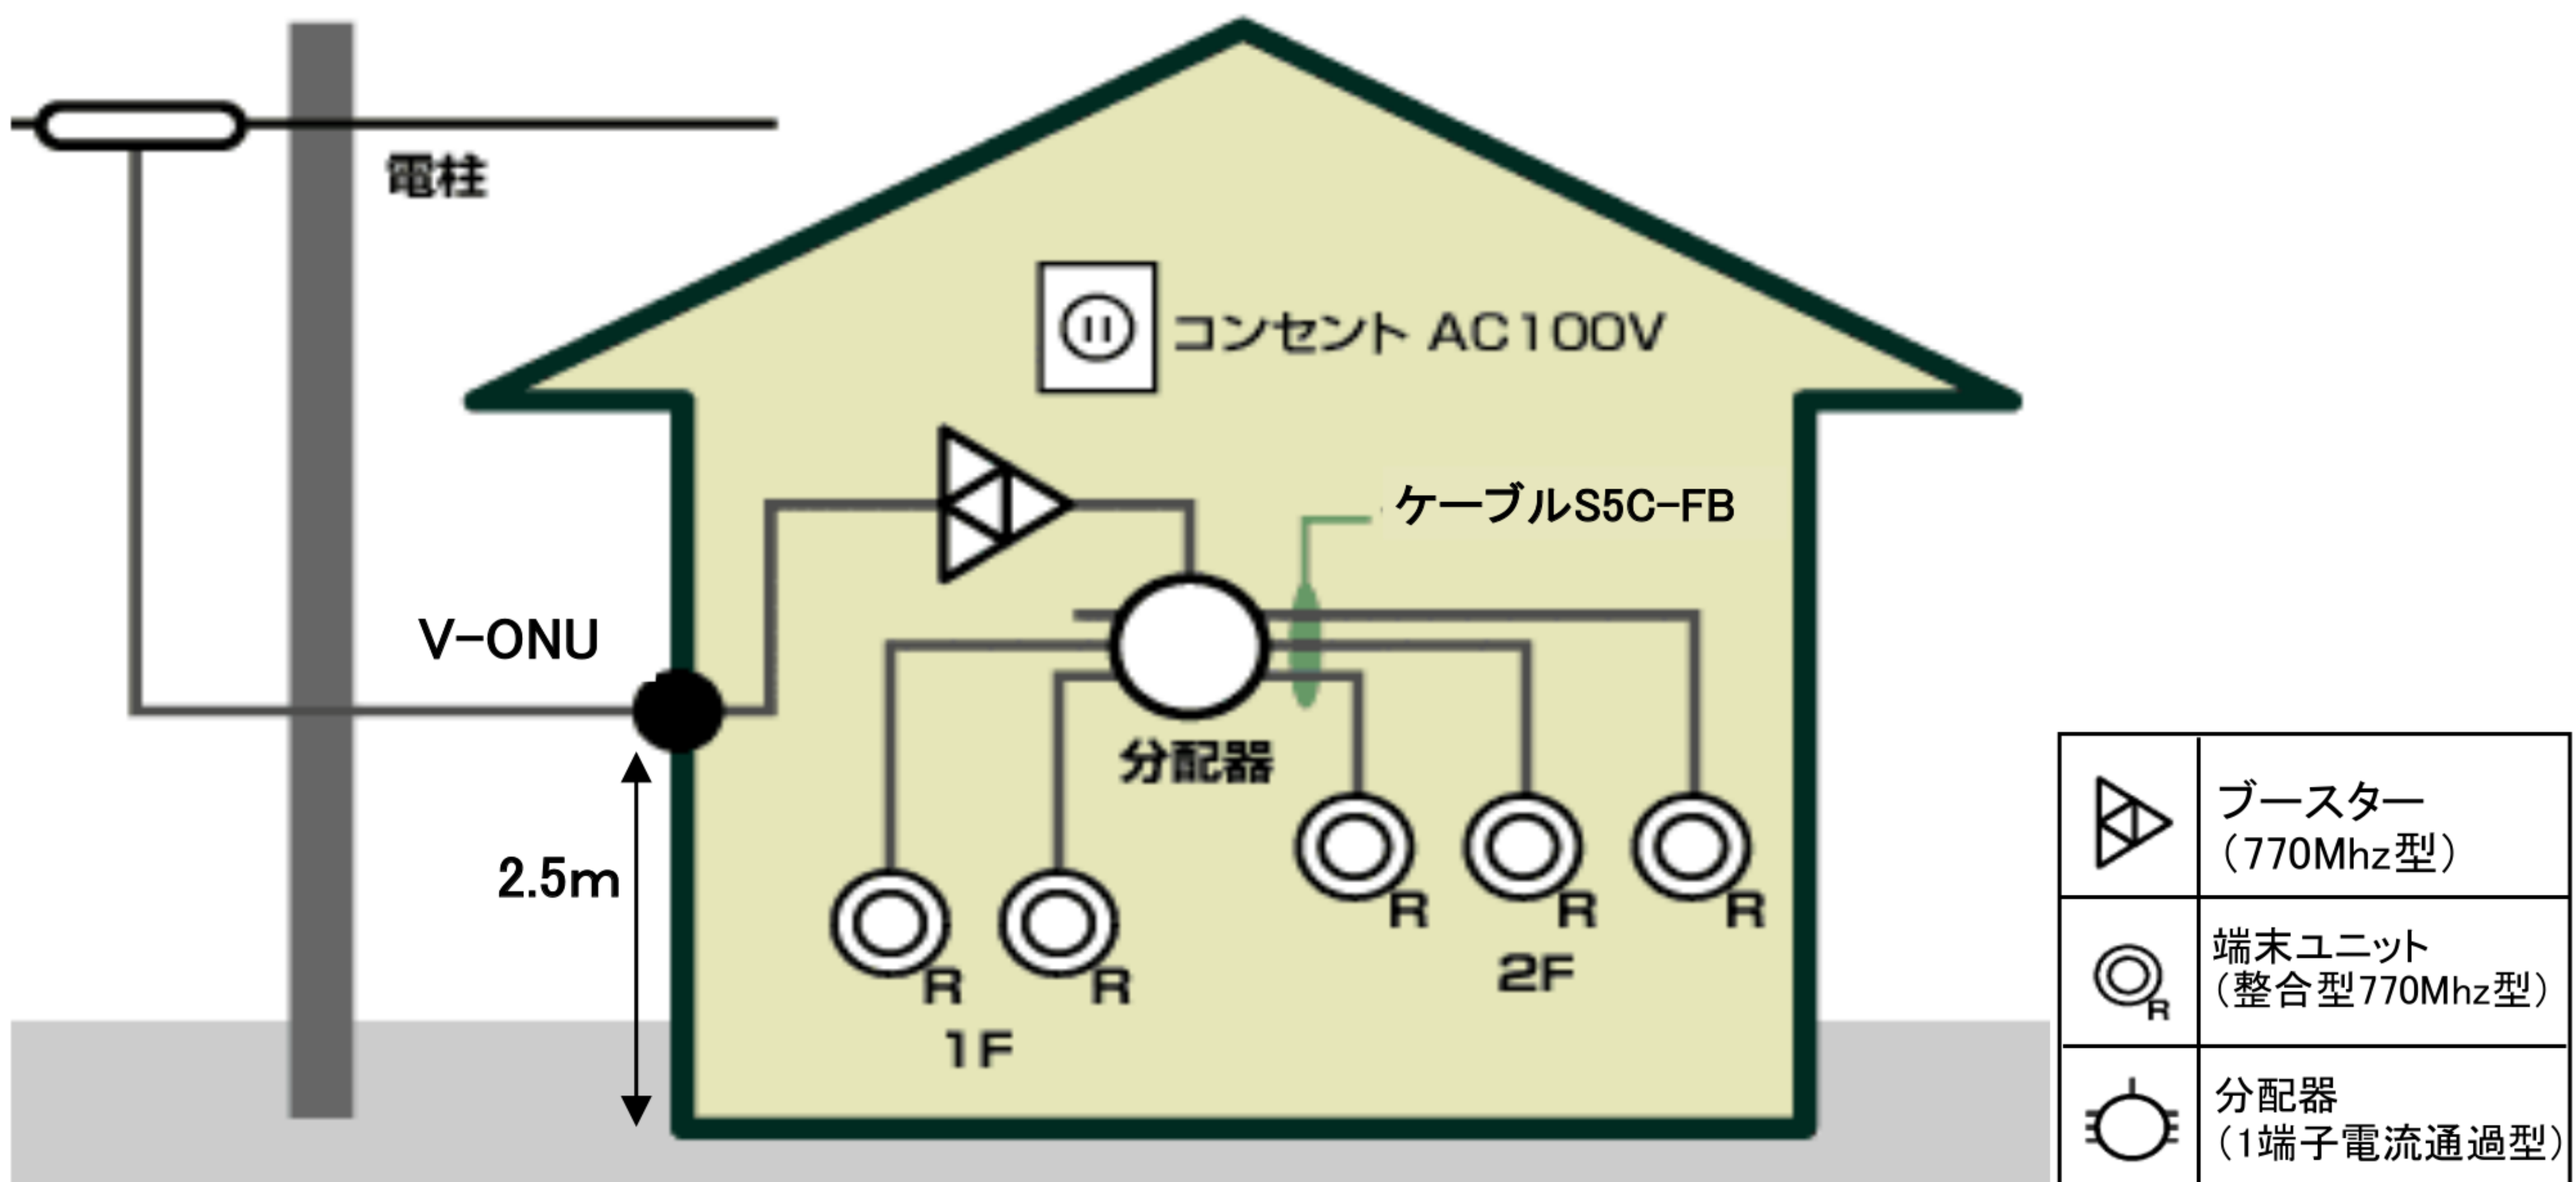 電柱
コンセント AC100V
ケーブルS5C-FB
V-ONU
分配器
2.5m
R
R
R
R
R
2F
1F
ブースター
（770Mhz型）
端末ユニット
（整合型770Mhz型）
R
分配器
（1端子電流通過型）